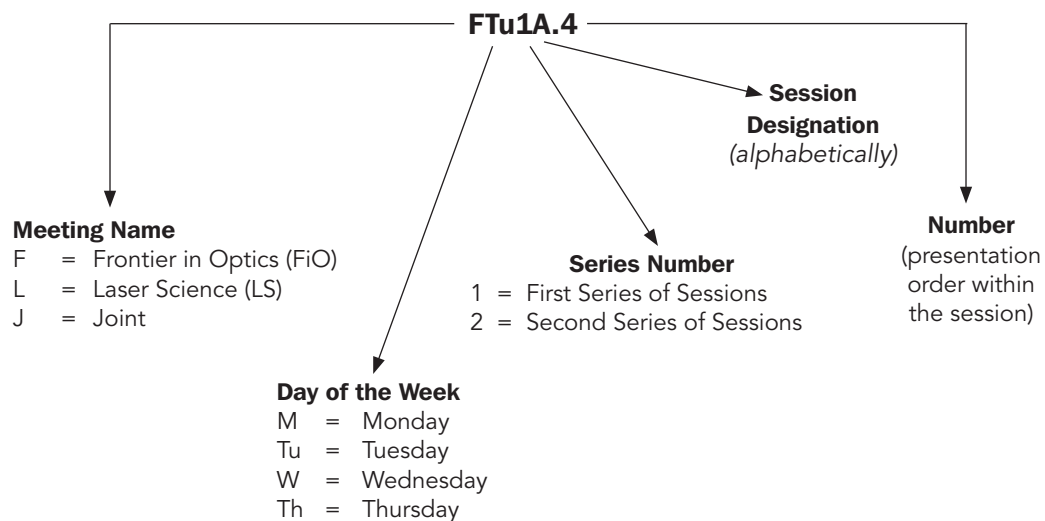 FTu1A.4
Session
Designation
(alphabetically)
Meeting Name
F = Frontier in Optics (FiO)
L = Laser Science (LS)
J = Joint
Series Number
1 = First Series of Sessions
2 = Second Series of Sessions
Number
(presentation
order within
the session)
Day of the Week
M = Monday
Tu = Tuesday
W = Wednesday
Th = Thursday